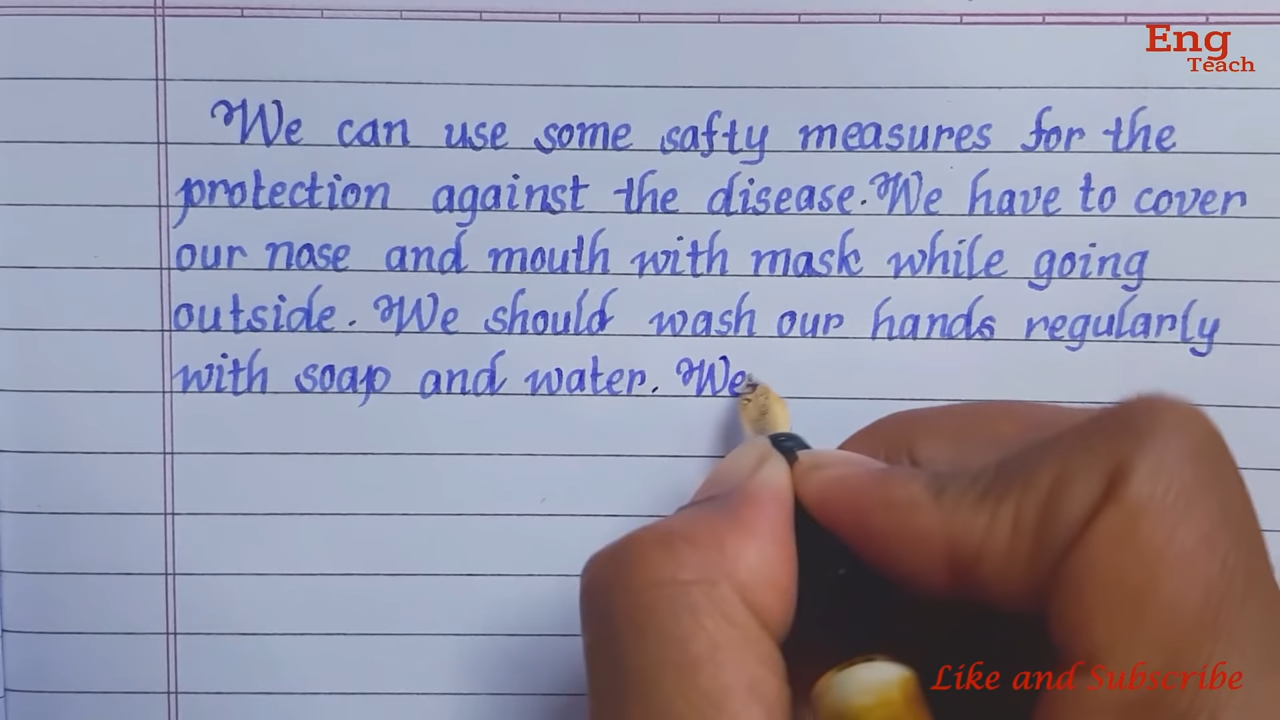 Eng
Teach
We can use some safty measures for the
protection against the disease. We have to cover
our nose and mouth with mask while going
outside. We should wash our hands regularly
with soap and water. We
Like and Subscribe